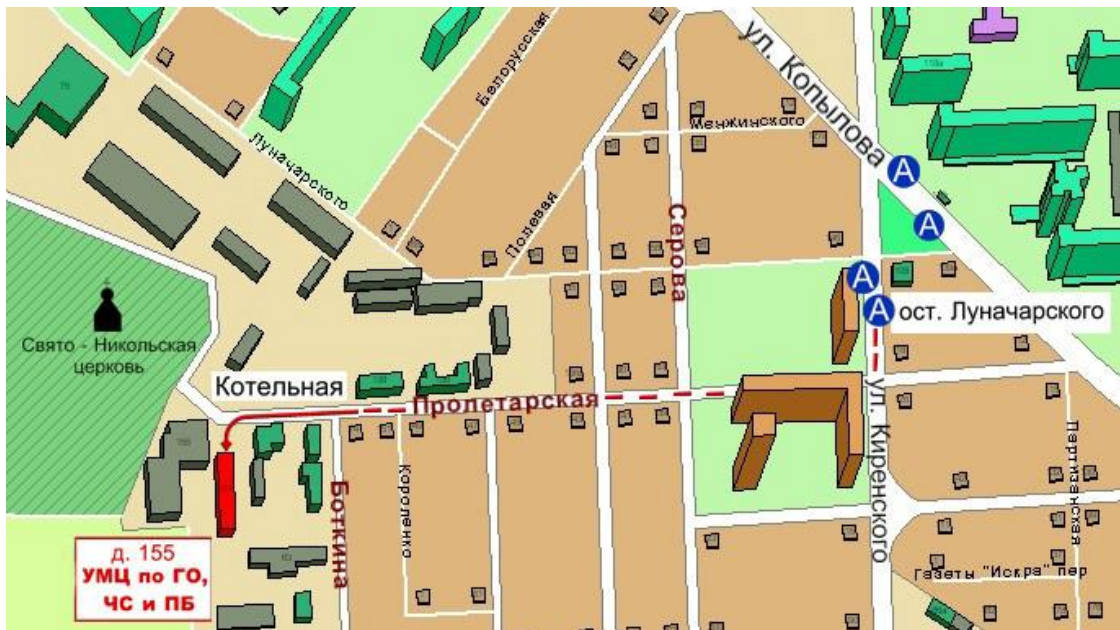 ул. Копылова
Белорусская
Менжинского
Луначарского
Полевая
Серова
А
А
А
А
ост. Луначарского
Свято - Никольская
церковь
Котельная
Пролетарская
ул. Киренского
Партизанская
Короленко
Боткина
д. 155
УМЦ по ГО,
ЧС и ПБ
Газеты "Искра" пер